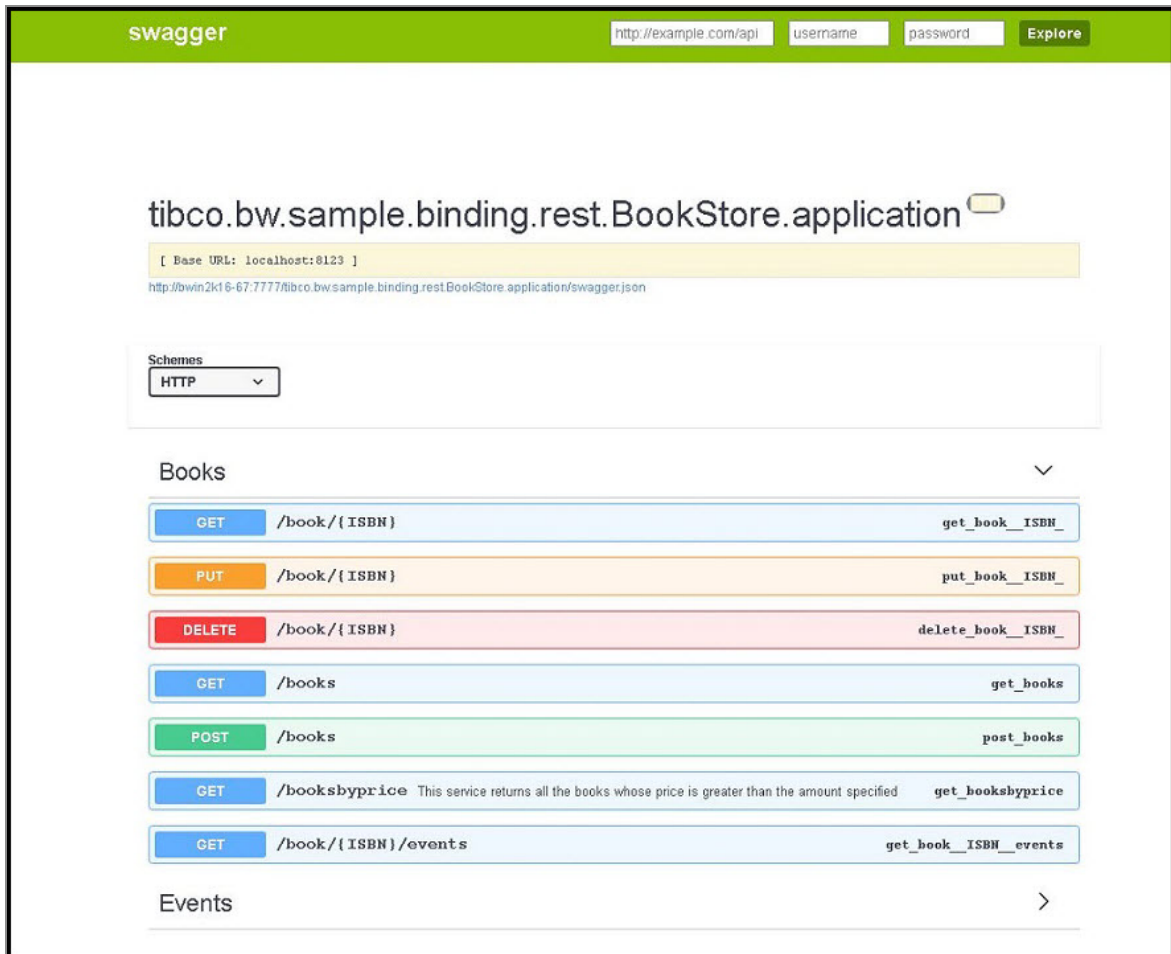 swagger http://example.com/api username password Explore
tibco.bw.sample.binding.rest.BookStore.application
[ Base URL: localhost:8123 ]
http://bwin2k16-67:7777/tibco.bw.sample.binding.rest.BookStore.application/swagger.json
Schemes
HTTP
Books
GET /book/{ISBN} get_book__ISBN_
PUT /book/{ISBN} put_book__ISBN_
DELETE /book/{ISBN} delete_book__ISBN_
GET /books get_books
POST /books post_books
GET /booksbyprice This service returns all the books whose price is greater than the amount specified get_booksbyprice
GET /book/{ISBN}/events get_book__ISBN__events
Events